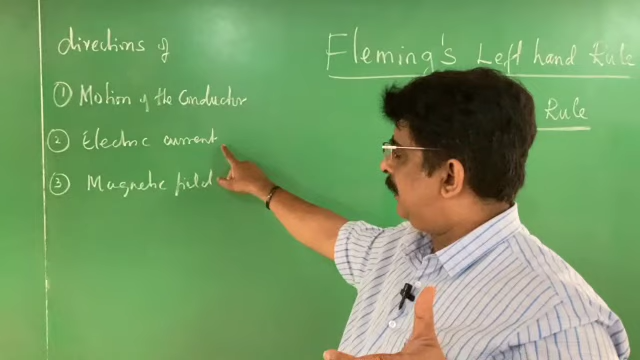 directions of
① Motion of the Conductor
② Electric current
③ Magnetic field
Fleming's Left hand Rule
Rule